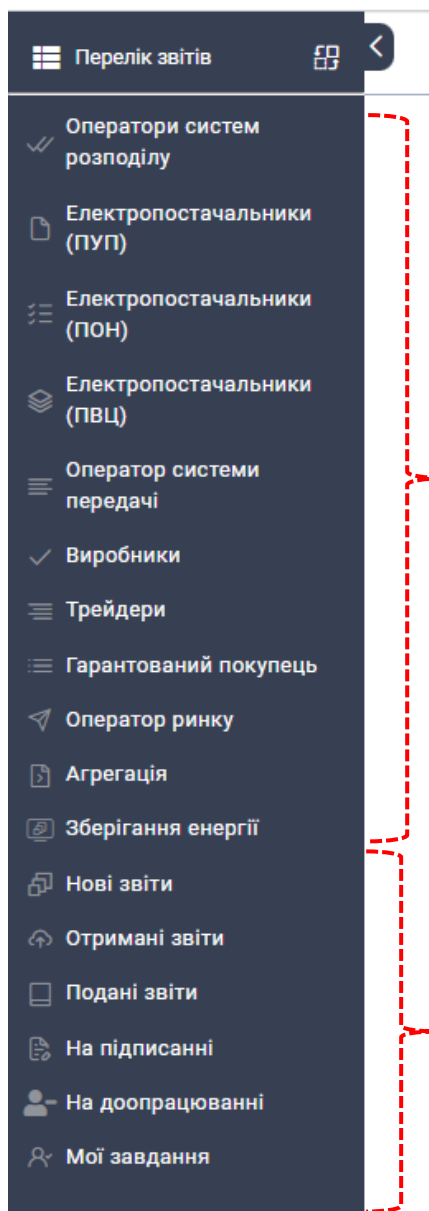 Перелік звітів
Оператори систем
розподілу
Електропостачальники
(ПУП)
Електропостачальники
(ПОН)
Електропостачальники
(ПВЦ)
Оператор системи
передачі
Виробники
Трейдери
Гарантований покупець
Оператор ринку
Агрегація
Зберігання енергії
Нові звіти
Отримані звіти
Подані звіти
На підписанні
На доопрацюванні
Мої завдання